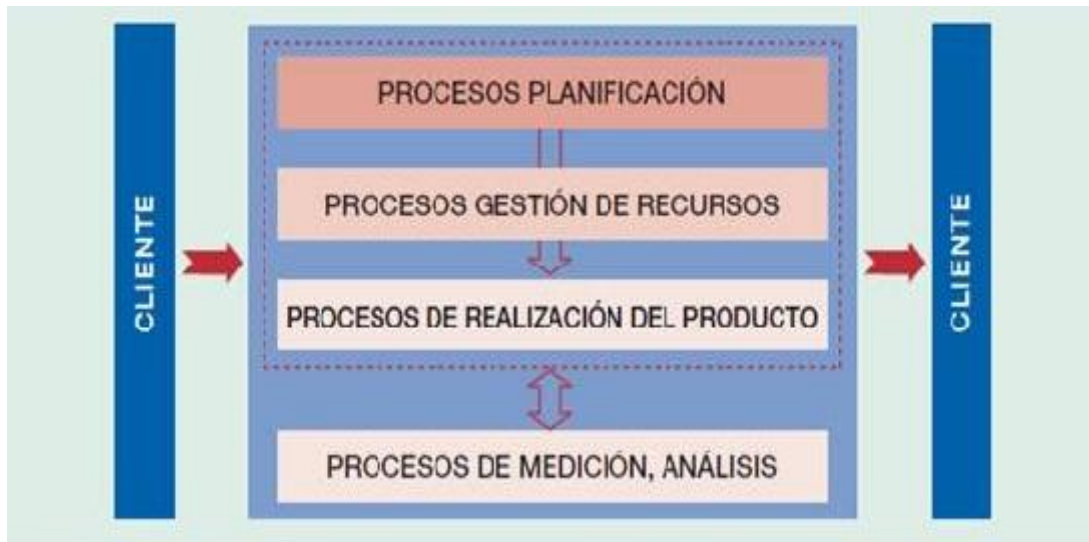 CLIENTE
PROCESOS PLANIFICACIÓN
PROCESOS GESTIÓN DE RECURSOS
PROCESOS DE REALIZACIÓN DEL PRODUCTO
PROCESOS DE MEDICIÓN, ANÁLISIS
CLIENTE